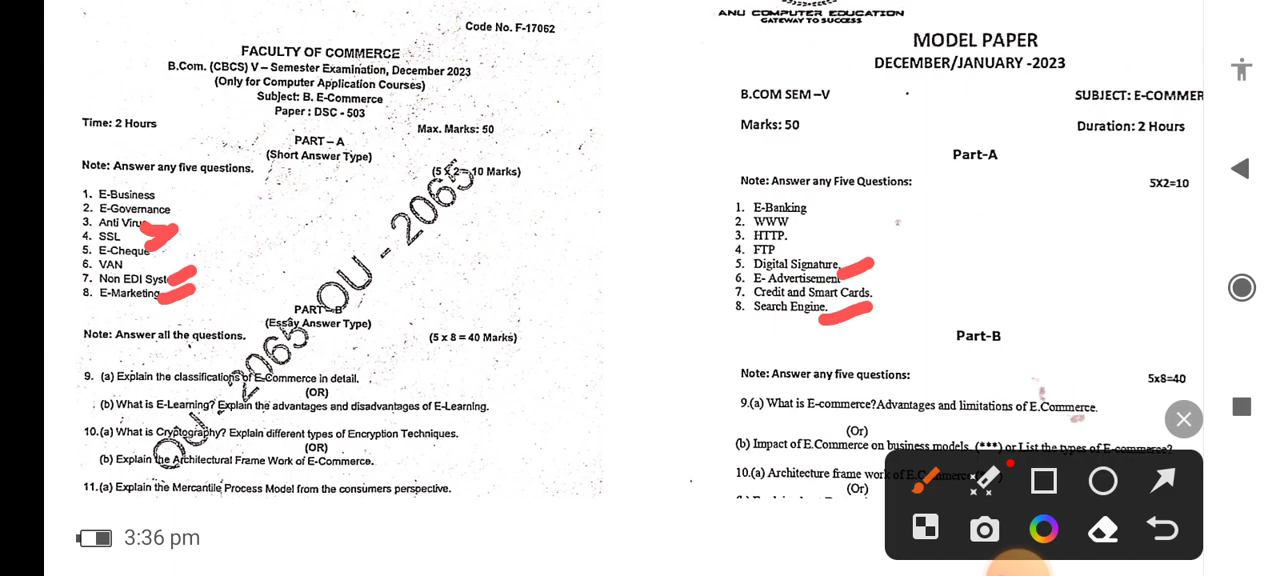 Code No. F-17062
FACULTY OF COMMERCE
B.Com. (CBCS) V – Semester Examination, December 2023
(Only for Computer Application Courses)
Subject: B. E-Commerce
Paper : DSC - 503
Time: 2 Hours
Max. Marks: 50
PART – A
(Short Answer Type)
Note: Answer any five questions.
(5 x 2 = 10 Marks)
1. E-Business
2. E-Governance
3. Anti Viru
4. SSL
5. E-Cheque
6. VAN
7. Non EDI Syst
8. E-Marketing
PART – B
(Essay Answer Type)
Note: Answer all the questions.
(5 x 8 = 40 Marks)
9. (a) Explain the classifications of E-Commerce in detail.
(OR)
(b) What is E-Learning? Explain the advantages and disadvantages of E-Learning.
10.(a) What is Cryptography? Explain different types of Encryption Techniques.
(OR)
(b) Explain the Architectural Frame Work of E-Commerce.
11.(a) Explain the Mercantile Process Model from the consumers perspective.
OU - 2065 OU - 2065
3:36 pm
ANU COMPUTER EDUCATION
GATEWAY TO SUCCESS
MODEL PAPER
DECEMBER/JANUARY -2023
B.COM SEM –V
SUBJECT: E-COMMER
Marks: 50
Duration: 2 Hours
Part-A
Note: Answer any Five Questions:
5X2=10
1. E-Banking
2. WWW
3. HTTP.
4. FTP
5. Digital Signature.
6. E- Advertisement
7. Credit and Smart Cards.
8. Search Engine.
Part-B
Note: Answer any five questions:
5x8=40
9.(a) What is E-commerce?Advantages and limitations of E.Commerce.
(Or)
(b) Impact of E.Commerce on business models. (***) or List the types of E-commerce?
10.(a) Architecture frame work of E.Commerce
(Or)